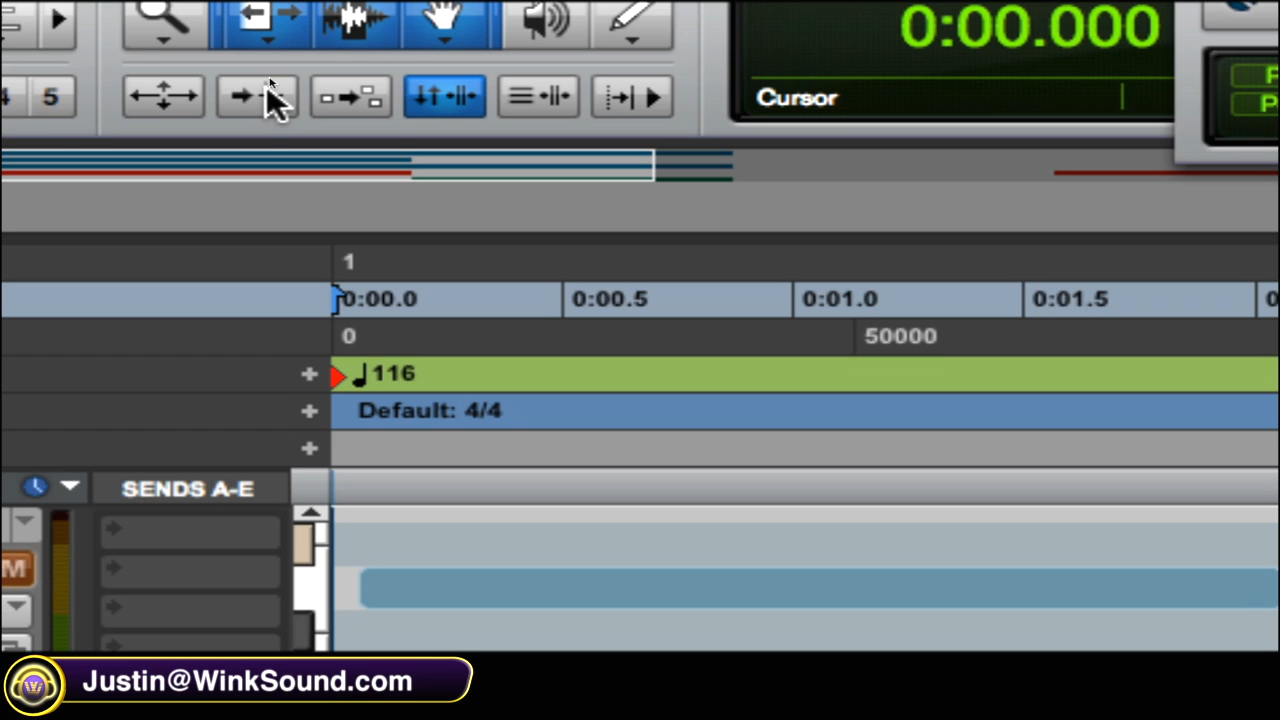 0:00.000
4 5
Cursor
1
0:00.0 0:00.5 0:01.0 0:01.5 0
0 50000
116
Default: 4/4
SENDS A-E
M
Justin@WinkSound.com